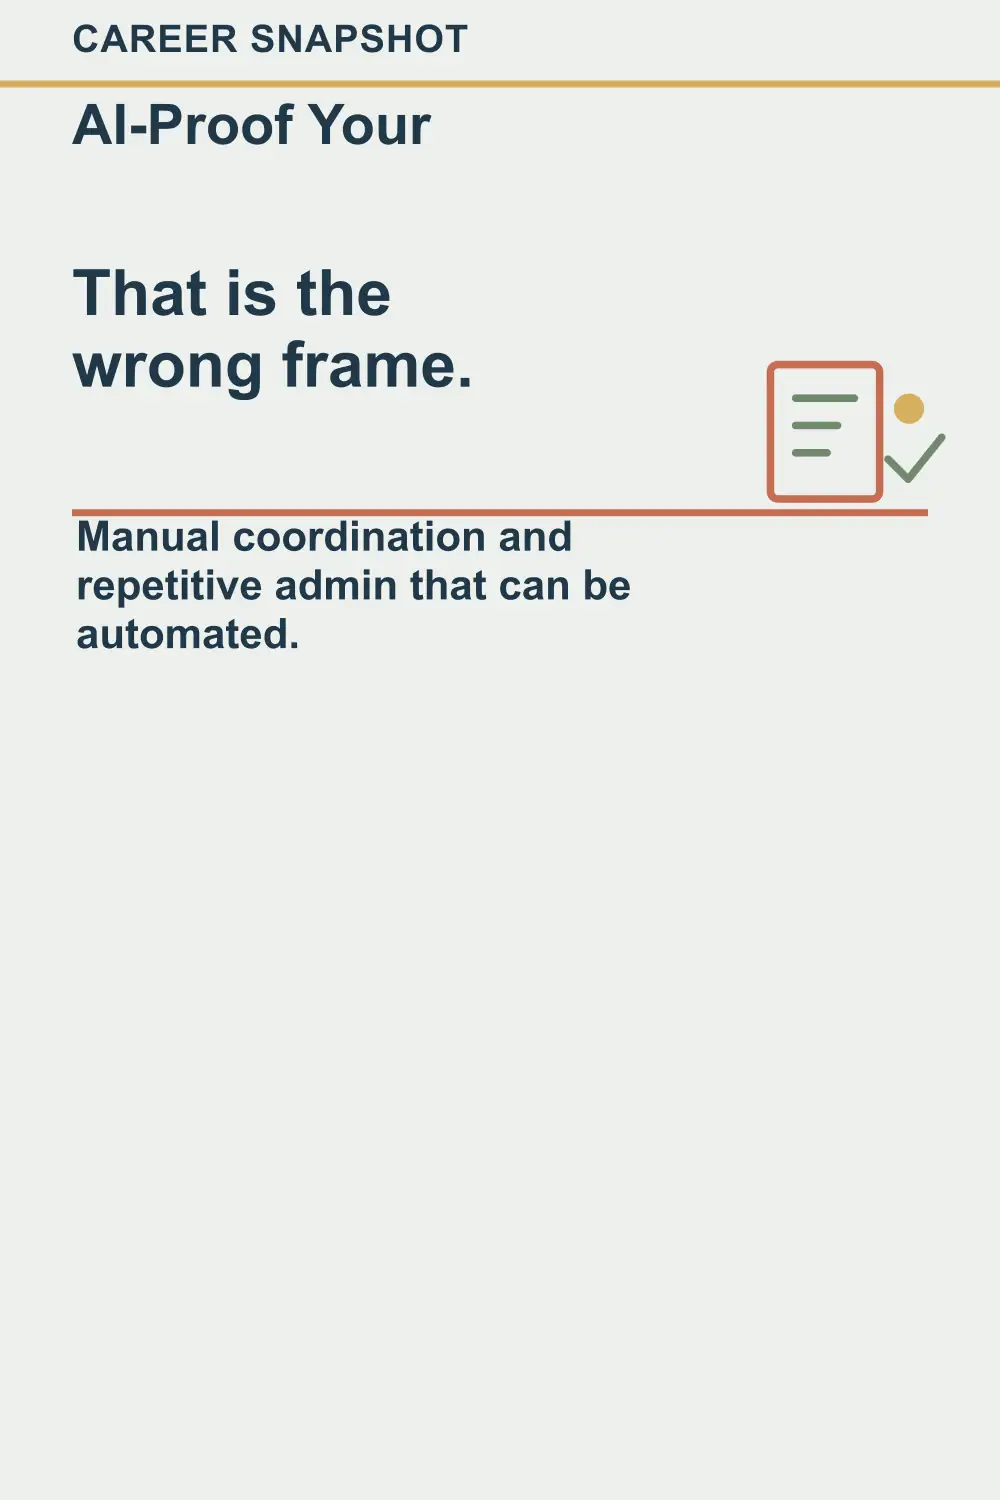 CAREER SNAPSHOT
AI-Proof Your
That is the
wrong frame.
Manual coordination and
repetitive admin that can be
automated.